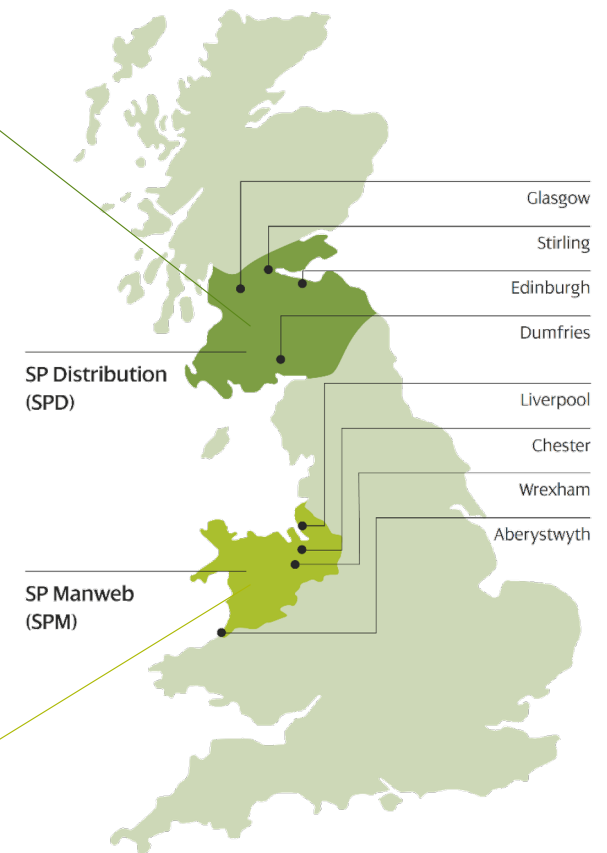 Glasgow
Stirling
Edinburgh
Dumfries
SP Distribution
(SPD)
Liverpool
Chester
Wrexham
Aberystwyth
SP Manweb
(SPM)